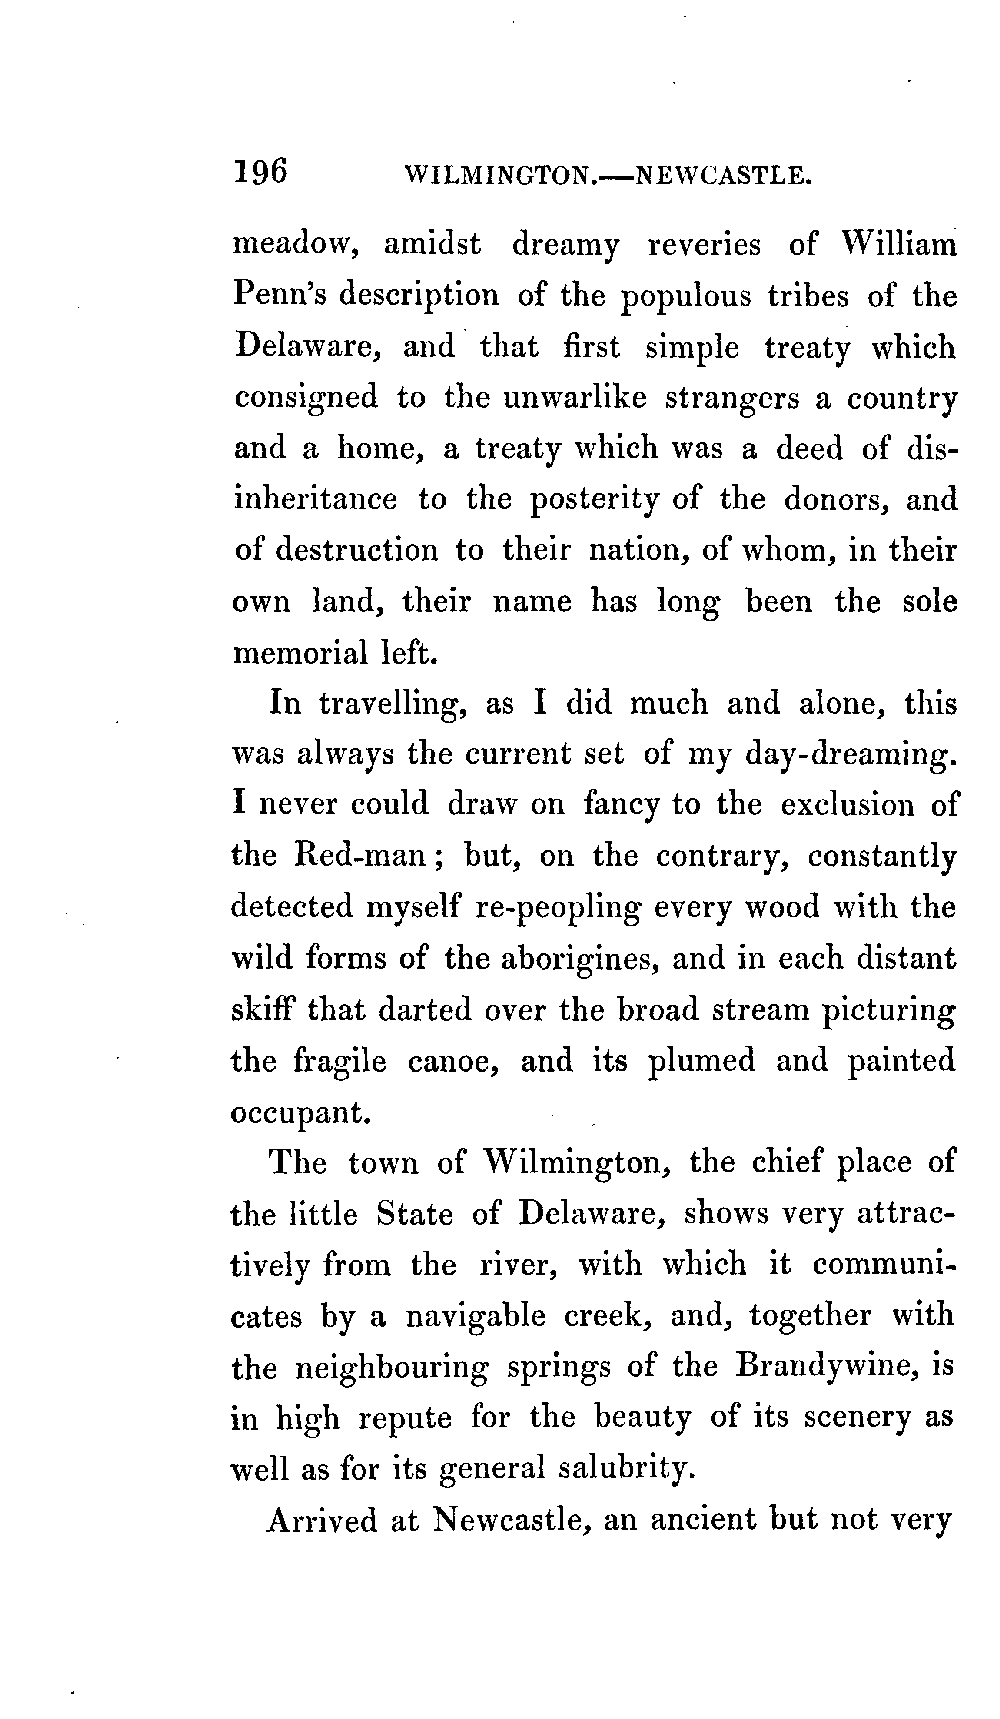 196 WILMINGTON.—NEWCASTLE.
meadow, amidst dreamy reveries of William
Penn's description of the populous tribes of the
Delaware, and that first simple treaty which
consigned to the unwarlike strangers a country
and a home, a treaty which was a deed of dis-
inheritance to the posterity of the donors, and
of destruction to their nation, of whom, in their
own land, their name has long been the sole
memorial left.
In travelling, as I did much and alone, this
was always the current set of my day-dreaming.
I never could draw on fancy to the exclusion of
the Red-man; but, on the contrary, constantly
detected myself re-peopling every wood with the
wild forms of the aborigines, and in each distant
skiff that darted over the broad stream picturing
the fragile canoe, and its plumed and painted
occupant.
The town of Wilmington, the chief place of
the little State of Delaware, shows very attrac-
tively from the river, with which it communi-
cates by a navigable creek, and, together with
the neighbouring springs of the Brandywine, is
in high repute for the beauty of its scenery as
well as for its general salubrity.
Arrived at Newcastle, an ancient but not very